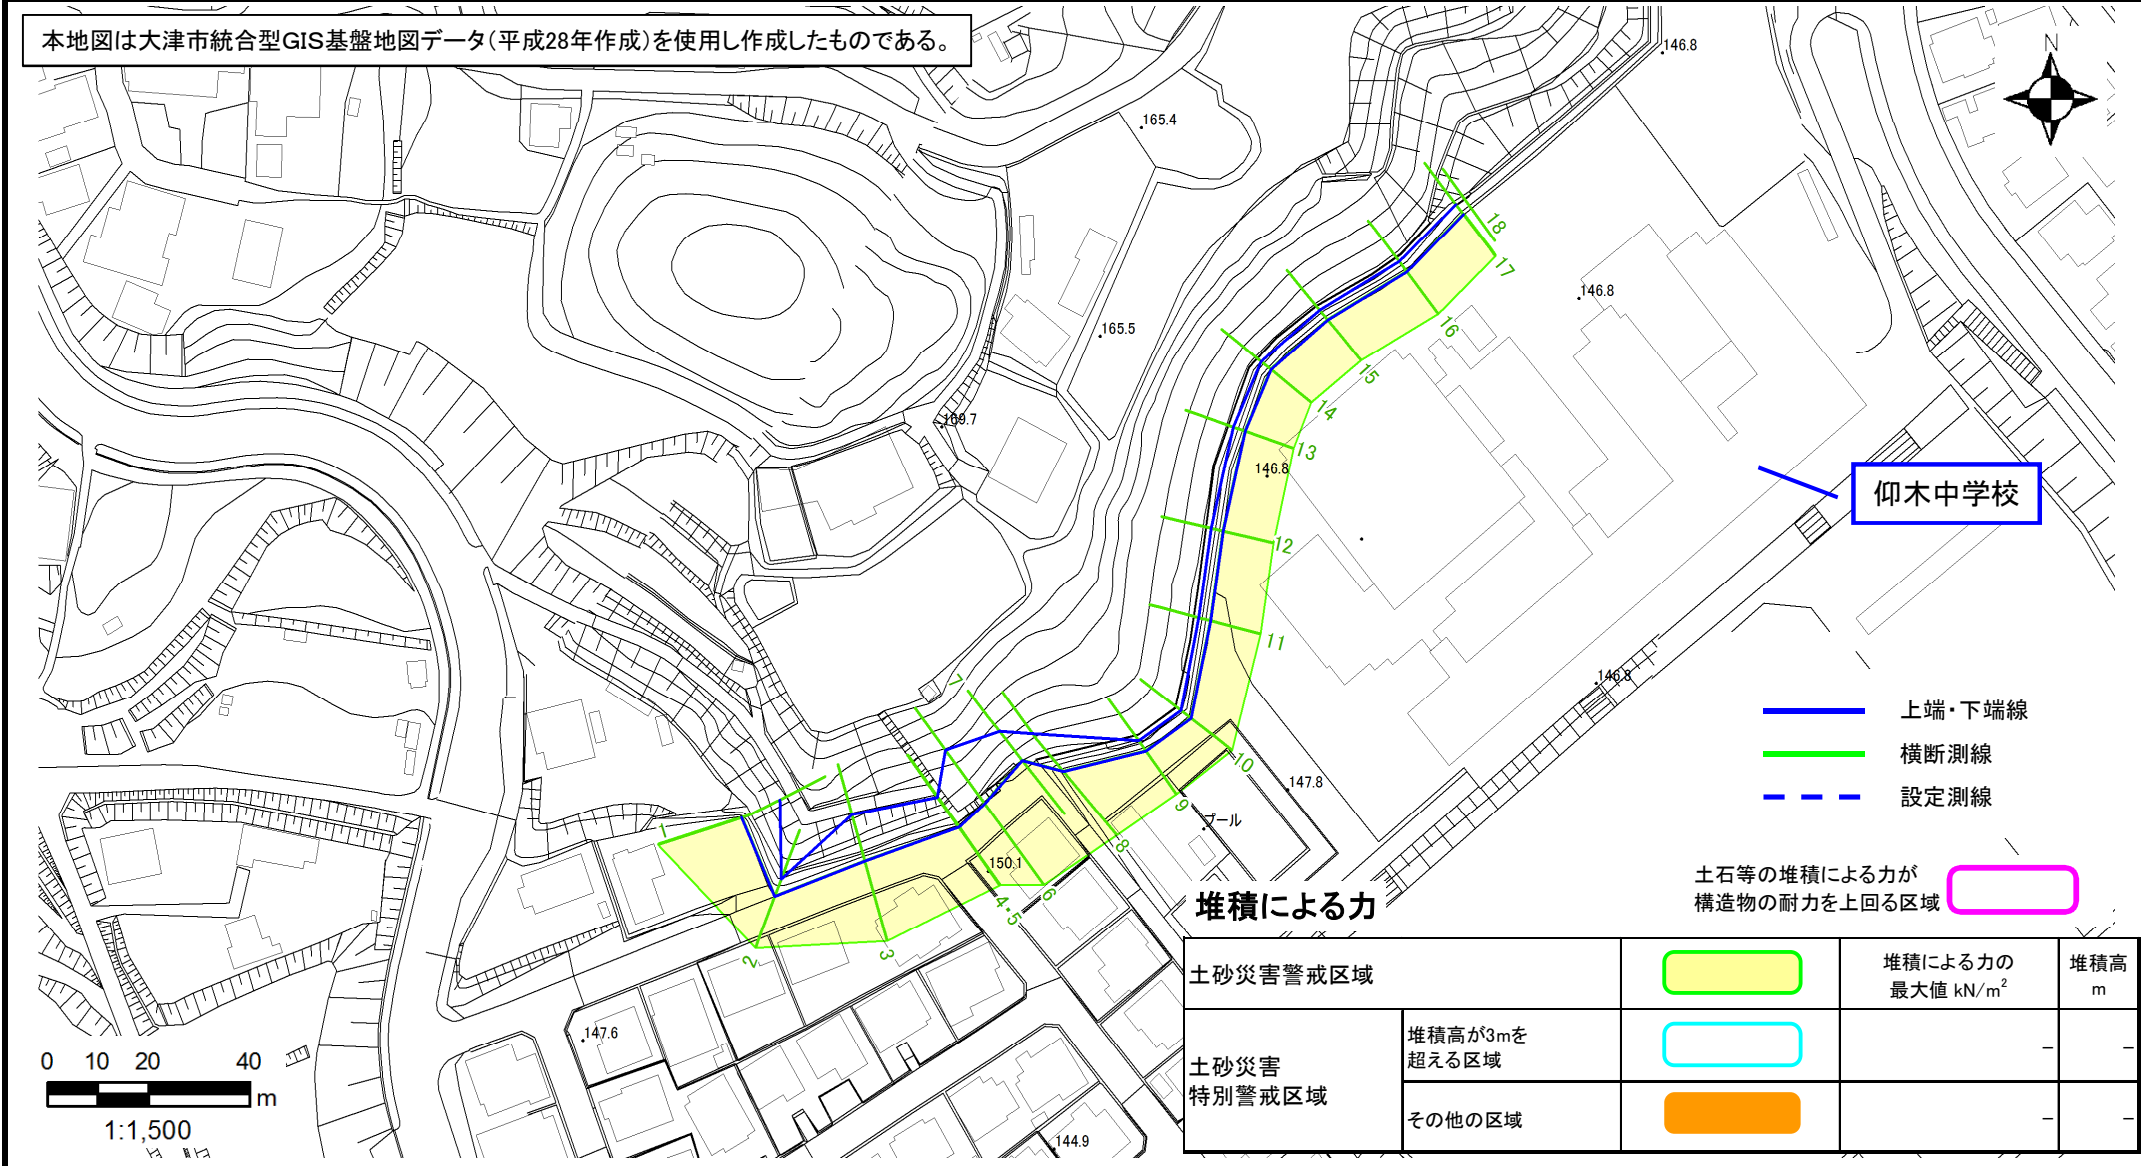 本地図は大津市統合型GIS基盤地図データ(平成28年作成)を使用し作成したものである。
N
146.8
165.4
18
17
146.8
165.5
16
15
14
169.7
13
146.8
仰木中学校
12
11
146.8
7
上端・下端線
10
147.8
横断測線
9
設定測線
プール
1
8
150.1
6
4・5
土石等の堆積による力が
構造物の耐力を上回る区域
2
3
堆積による力
土砂災害警戒区域
堆積による力の
最大値 kN/m²
堆積高
m
147.6
土砂災害
特別警戒区域
堆積高が3mを
超える区域
–
–
その他の区域
–
–
0 10 20 40
m
1:1,500
144.9